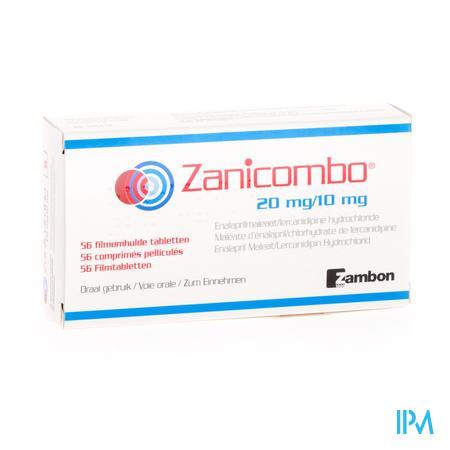 Zanicombo®
20 mg/10 mg
Enalaprilmaleaat/lercanidipine hydrochloride
Maléate d'énalapril/chlorhydrate de lercanidipine
Enalapril Maleat/Lercanidipin Hydrochlorid
56 filmomhulde tabletten
56 comprimés pelliculés
56 Filmtabletten
Oraal gebruik / Voie orale / Zum Einnehmen
Zambon
IPM